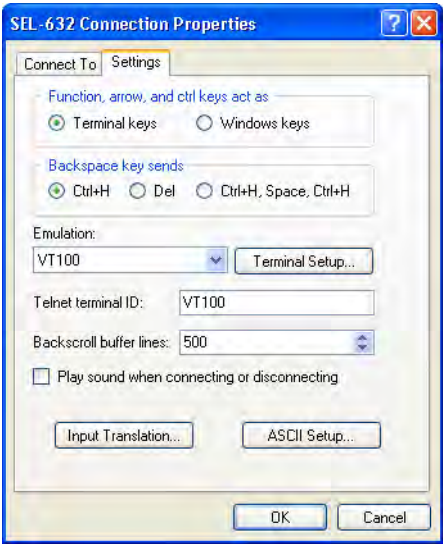 SEL-632 Connection Properties
Connect To Settings
Function, arrow, and ctrl keys act as
Terminal keys Windows keys
Backspace key sends
Ctrl+H Del Ctrl+H, Space, Ctrl+H
Emulation:
VT100 Terminal Setup...
Telnet terminal ID: VT100
Backscroll buffer lines: 500
Play sound when connecting or disconnecting
Input Translation... ASCII Setup...
OK Cancel